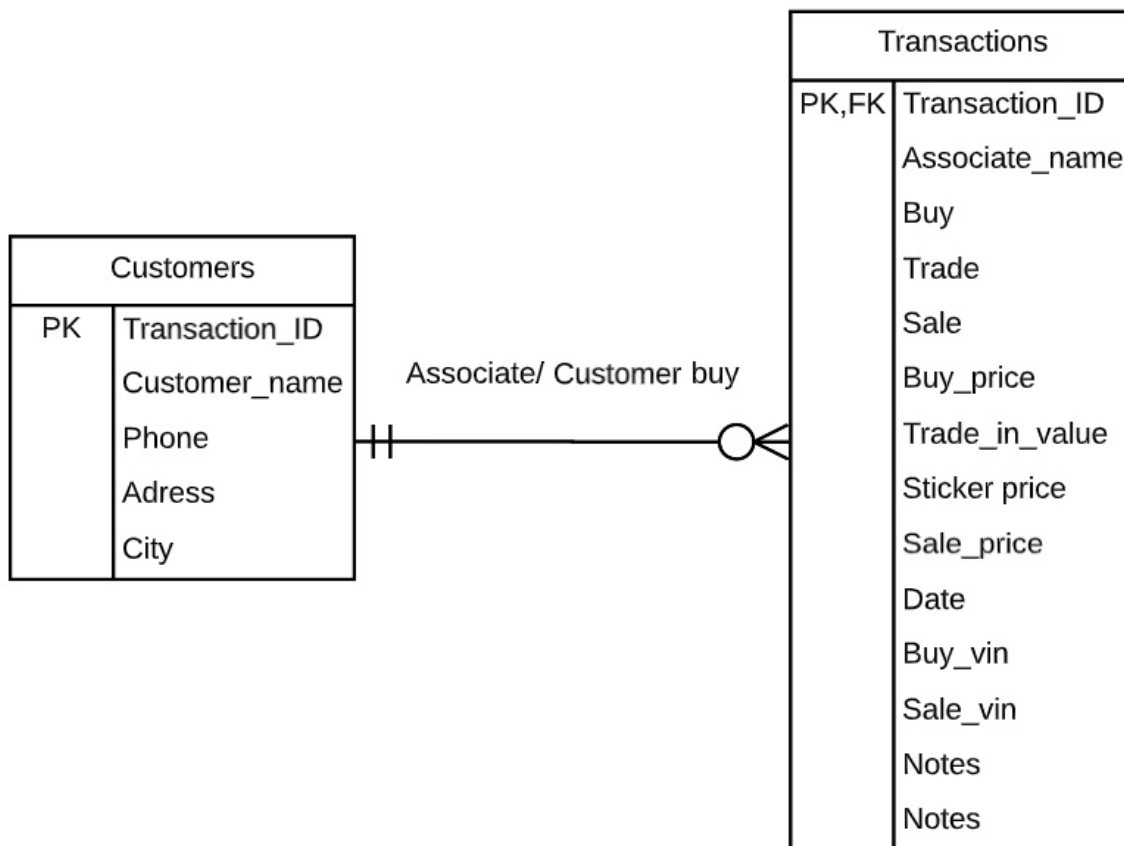 Transactions
PK,FK Transaction_ID
Associate_name
Buy
Trade
Sale
Buy_price
Trade_in_value
Sticker price
Sale_price
Date
Buy_vin
Sale_vin
Notes
Notes
Customers
PK Transaction_ID
Customer_name
Phone
Adress
City
Associate/ Customer buy